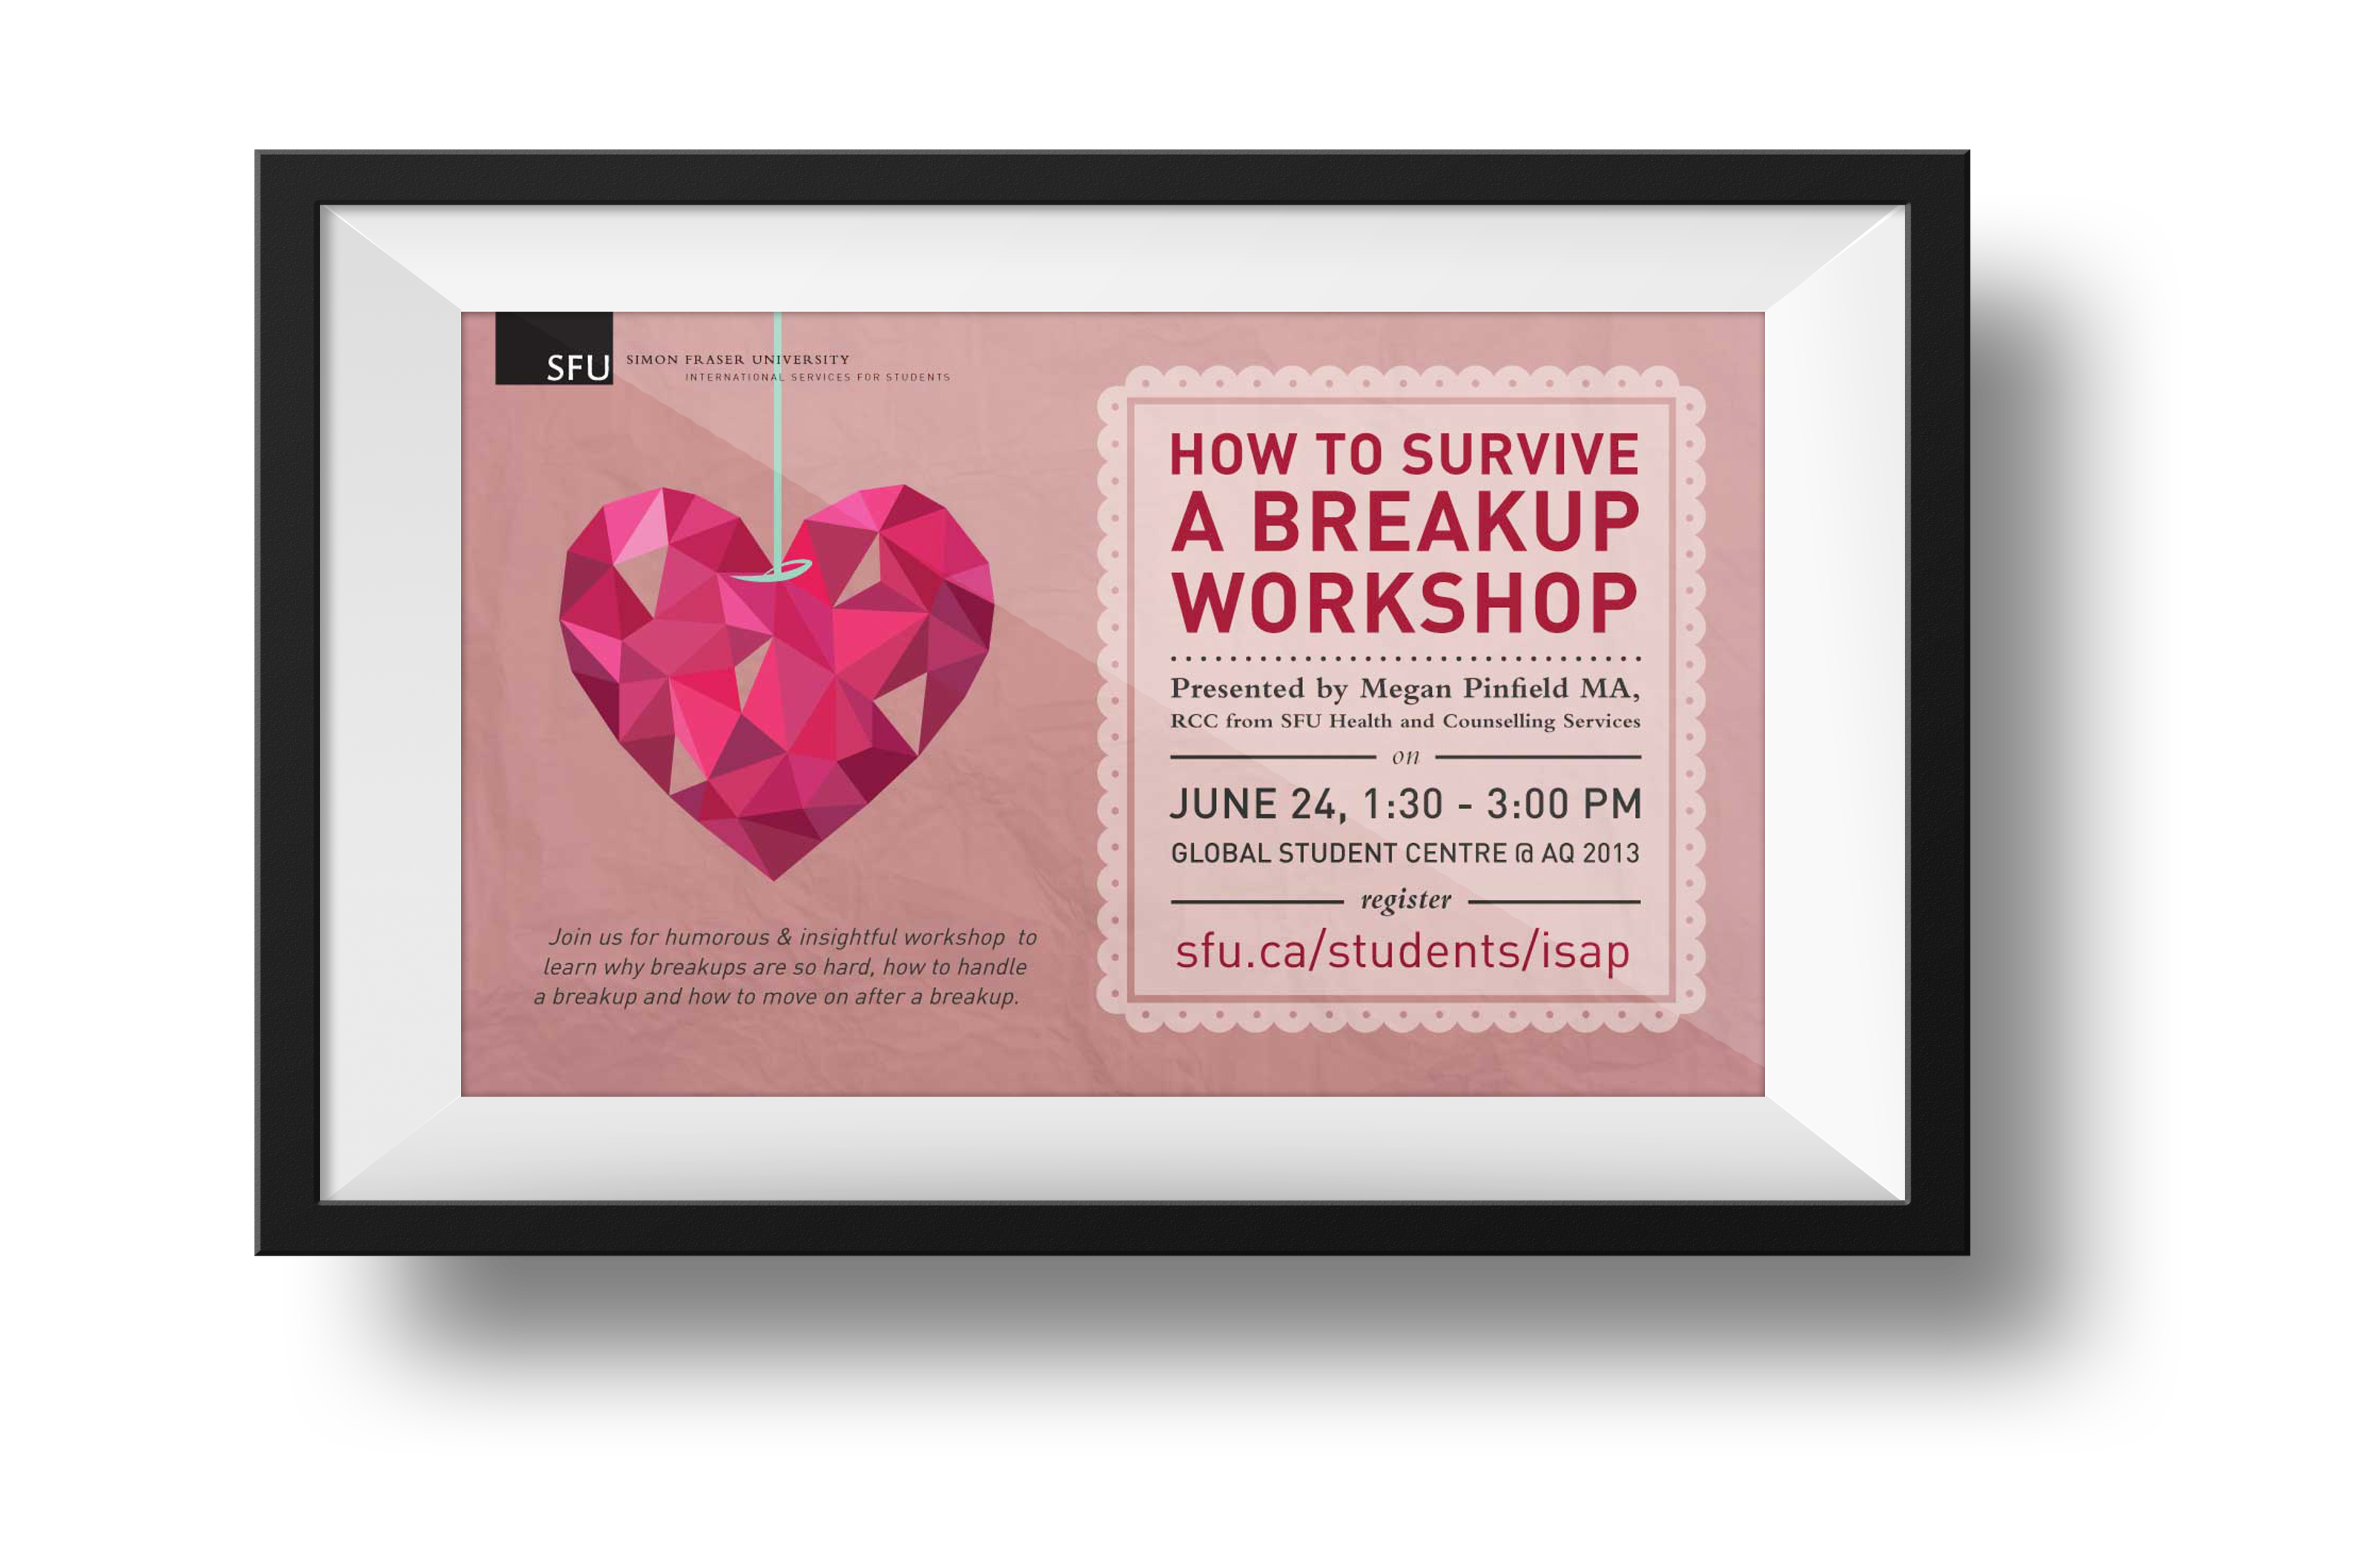 SFU
SIMON FRASER UNIVERSITY
INTERNATIONAL SERVICES FOR STUDENTS
HOW TO SURVIVE
A BREAKUP
WORKSHOP
Presented by Megan Pinfield MA,
RCC from SFU Health and Counselling Services
on
JUNE 24, 1:30 - 3:00 PM
GLOBAL STUDENT CENTRE @ AQ 2013
register
sfu.ca/students/isap
Join us for humorous & insightful workshop to
learn why breakups are so hard, how to handle
a breakup and how to move on after a breakup.